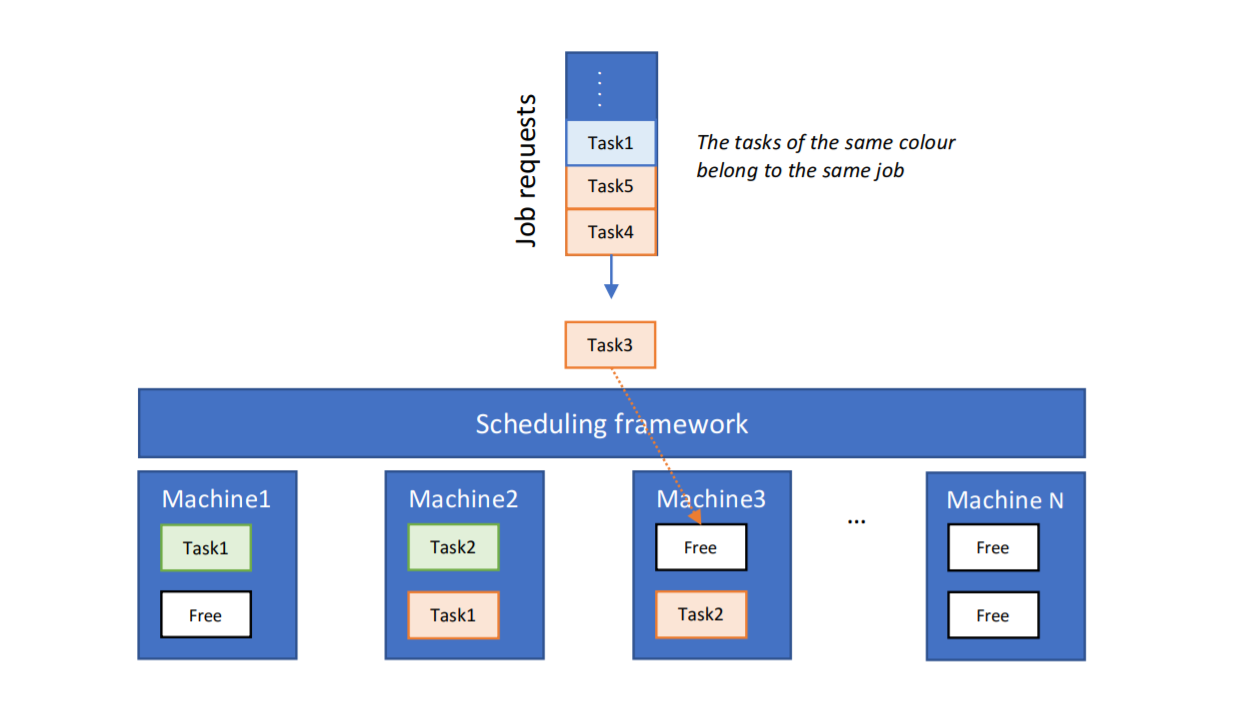 Job requests
Task1
Task5
Task4
The tasks of the same colour
belong to the same job
Task3
Scheduling framework
Machine1
Task1
Free
Machine2
Task2
Task1
Machine3
Free
Task2
...
Machine N
Free
Free